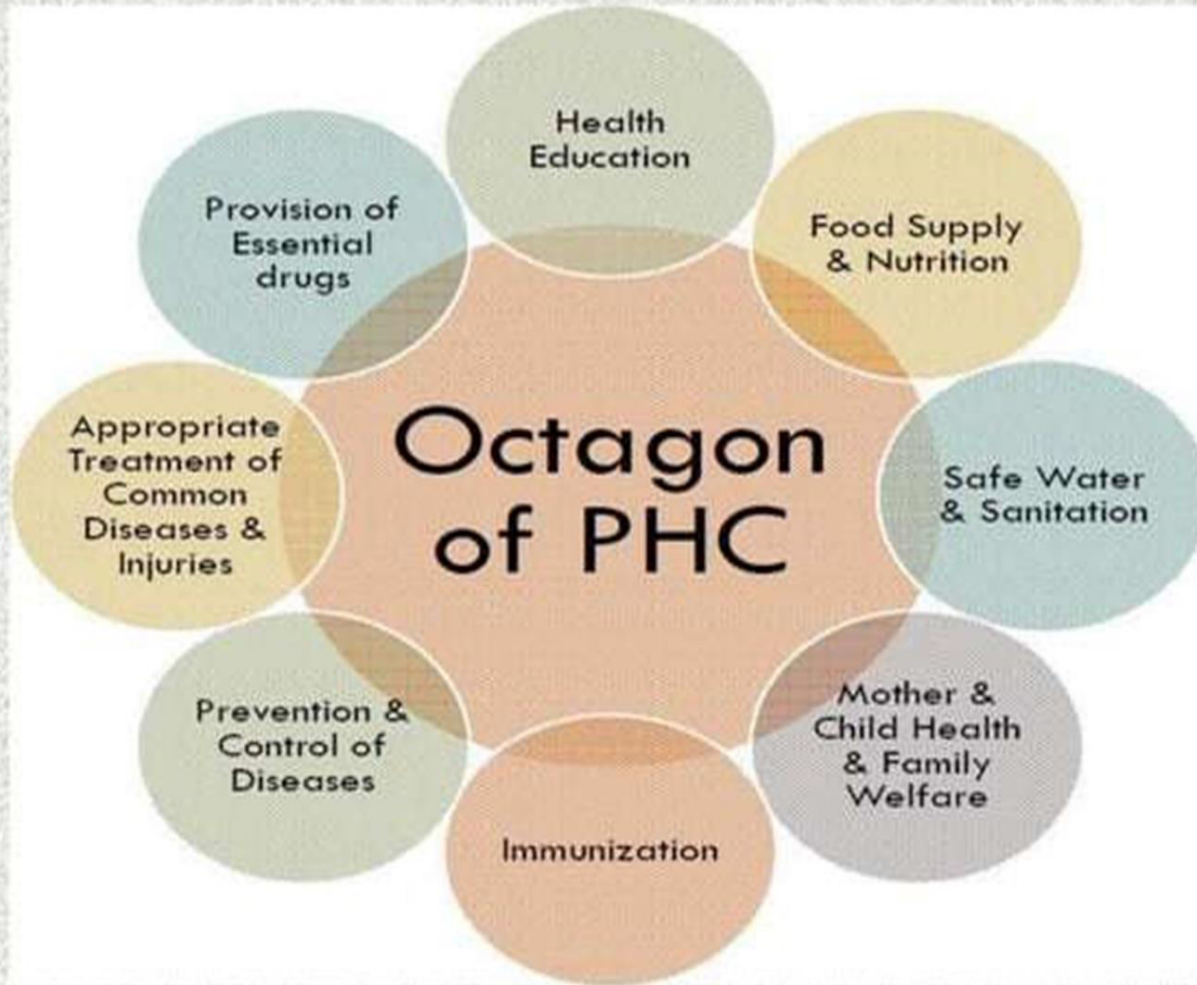 Health
Education
Food Supply
& Nutrition
Safe Water
& Sanitation
Mother &
Child Health
& Family
Welfare
Immunization
Prevention &
Control of
Diseases
Appropriate
Treatment of
Common
Diseases &
Injuries
Provision of
Essential
drugs
Octagon
of PHC